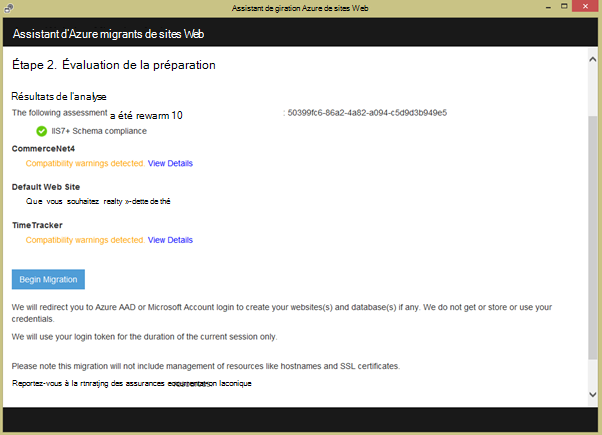 Assistant de giration Azure de sites Web
Assistant d'Azure migrants de sites Web
Étape 2. Évaluation de la préparation
Résultats de l'analyse
The following assessment a été rewarm 10 : 50399fc6-86a2-4a82-a094-c5d9d3b949e5
IIS7+ Schema compliance
CommerceNet4
Compatibility warnings detected. View Details
Default Web Site
Que vous souhaitez realty »-dette de thé
TimeTracker
Compatibility warnings detected. View Details
Begin Migration
We will redirect you to Azure AAD or Microsoft Account login to create your websites(s) and database(s) if any. We do not get or store or use your
credentials.
We will use your login token for the duration of the current session only.
Please note this migration will not include management of resources like hostnames and SSL certificates.
Reportez-vous à la des assurances laconique